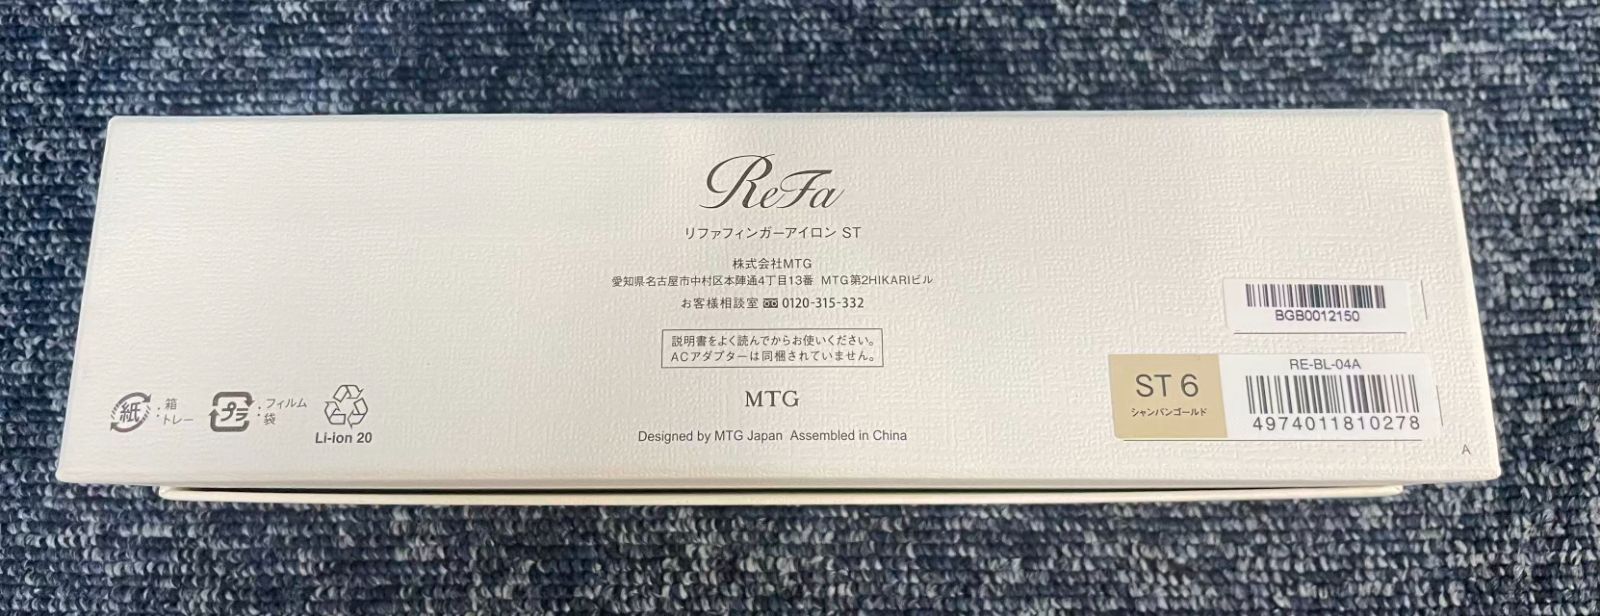 ReFa
リファフィンガーアイロン ST
株式会社MTG
愛知県名古屋市中村区本陣通4丁目13番 MTG第2HIKARIビル
お客様相談室 0120-315-332
説明書をよく読んでからお使いください。
ACアダプターは同梱されていません。
MTG
Designed by MTG Japan Assembled in China
紙 : 箱
トレー
プラ : フィルム
袋
Li-ion 20
BGB0012150
ST 6
シャンパンゴールド
RE-BL-04A
4974011810278
A